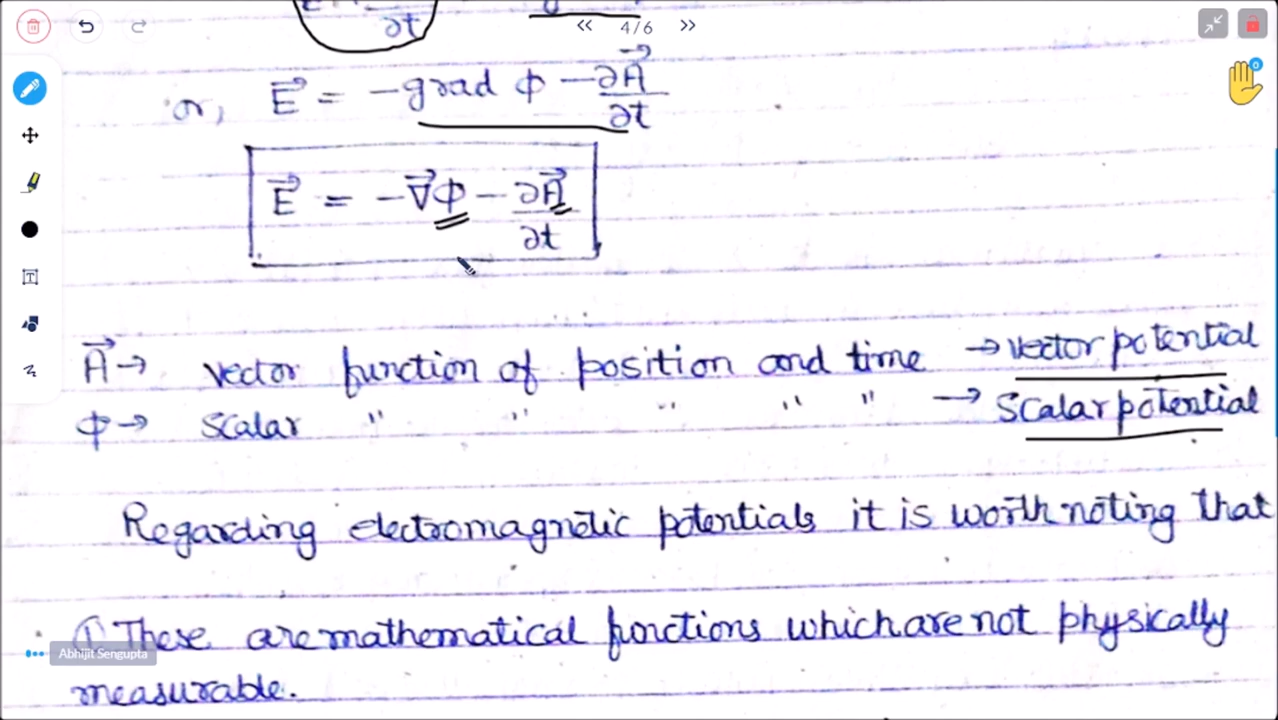 ∂t
4/6
or, E⃗ = -grad ϕ - ∂A⃗/∂t
E⃗ = -∇⃗ϕ - ∂A⃗/∂t
A⃗ → vector function of position and time → vector potential
ϕ → scalar " " " " " → scalar potential
Regarding electromagnetic potentials it is worth noting that
① These are mathematical functions which are not physically
Abhijit Sengupta
measurable.